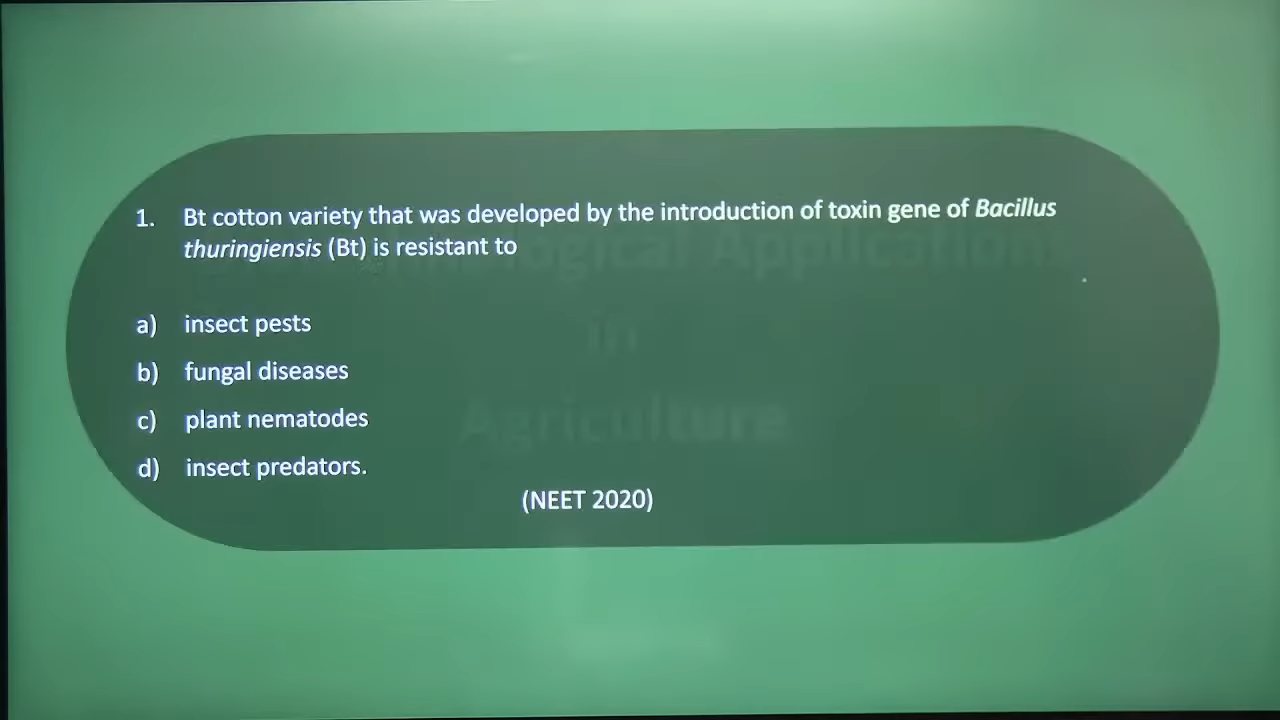 1. Bt cotton variety that was developed by the introduction of toxin gene of Bacillus
thuringiensis (Bt) is resistant to
a) insect pests
b) fungal diseases
c) plant nematodes
d) insect predators.
(NEET 2020)